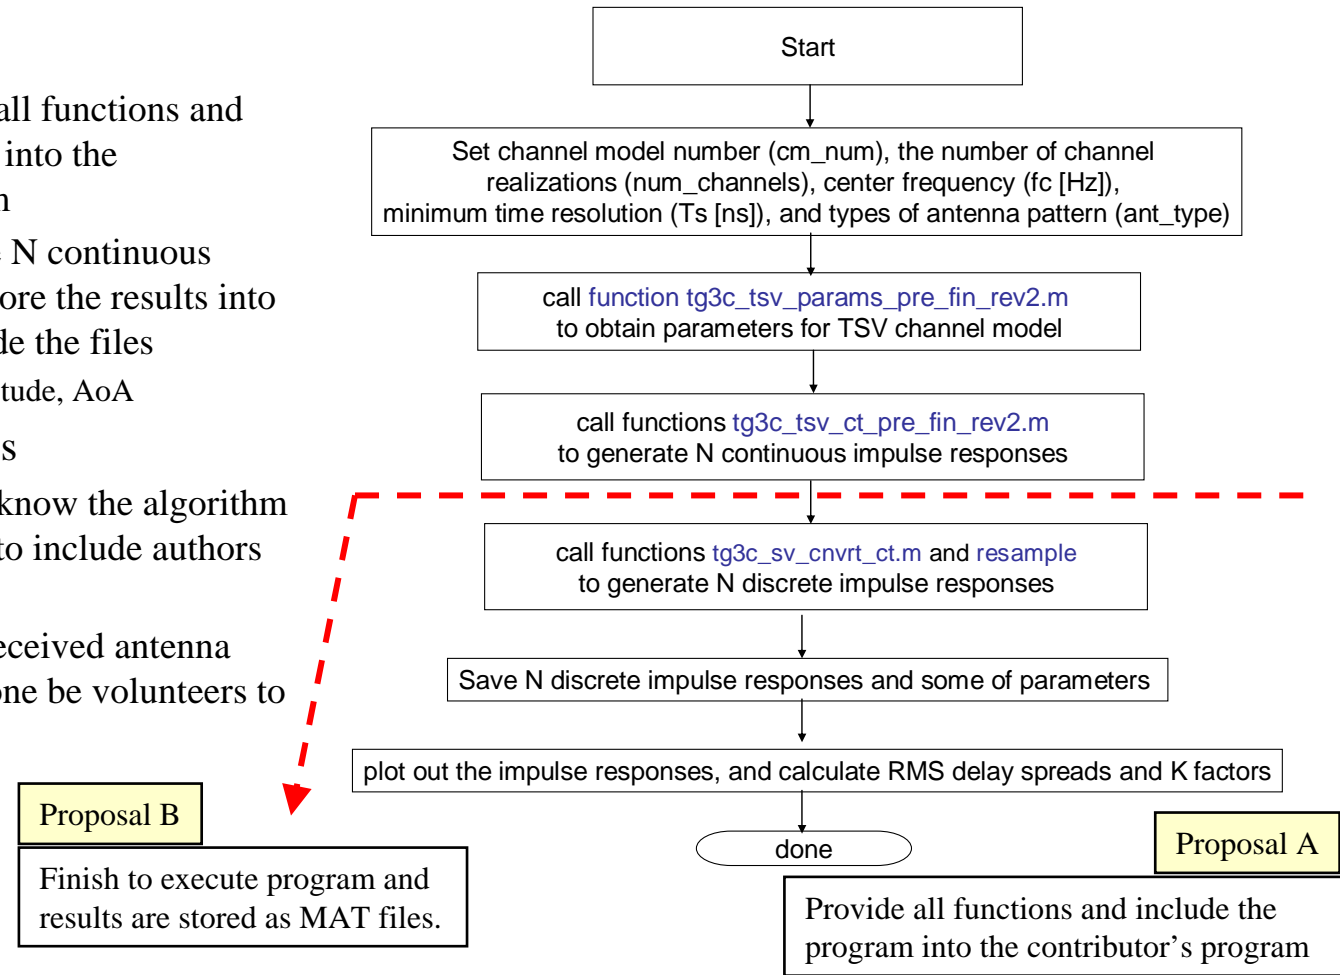 all functions and
into the
e N continuous
ore the results into
de the files
tude, AoA
s
know the algorithm
to include authors
eceived antenna
one be volunteers to
Start
Set channel model number (cm_num), the number of channel
realizations (num_channels), center frequency (fc [Hz]),
minimum time resolution (Ts [ns]), and types of antenna pattern (ant_type)
call function tg3c_tsv_params_pre_fin_rev2.m
to obtain parameters for TSV channel model
call functions tg3c_tsv_ct_pre_fin_rev2.m
to generate N continuous impulse responses
call functions tg3c_sv_cnvrt_ct.m and resample
to generate N discrete impulse responses
Save N discrete impulse responses and some of parameters
plot out the impulse responses, and calculate RMS delay spreads and K factors
done
Proposal B
Finish to execute program and
results are stored as MAT files.
Proposal A
Provide all functions and include the
program into the contributor's program